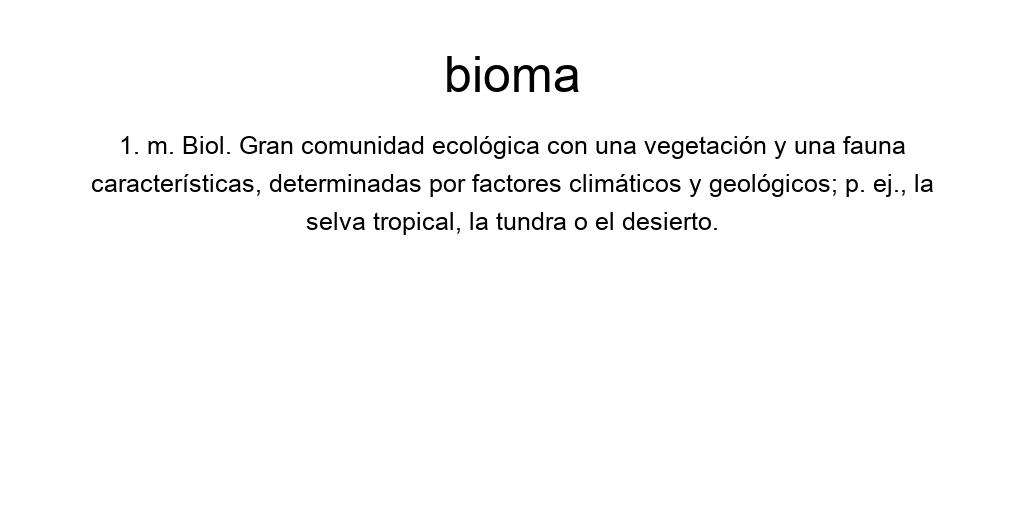 bioma
1. m. Biol. Gran comunidad ecológica con una vegetación y una fauna
características, determinadas por factores climáticos y geológicos; p. ej., la
selva tropical, la tundra o el desierto.